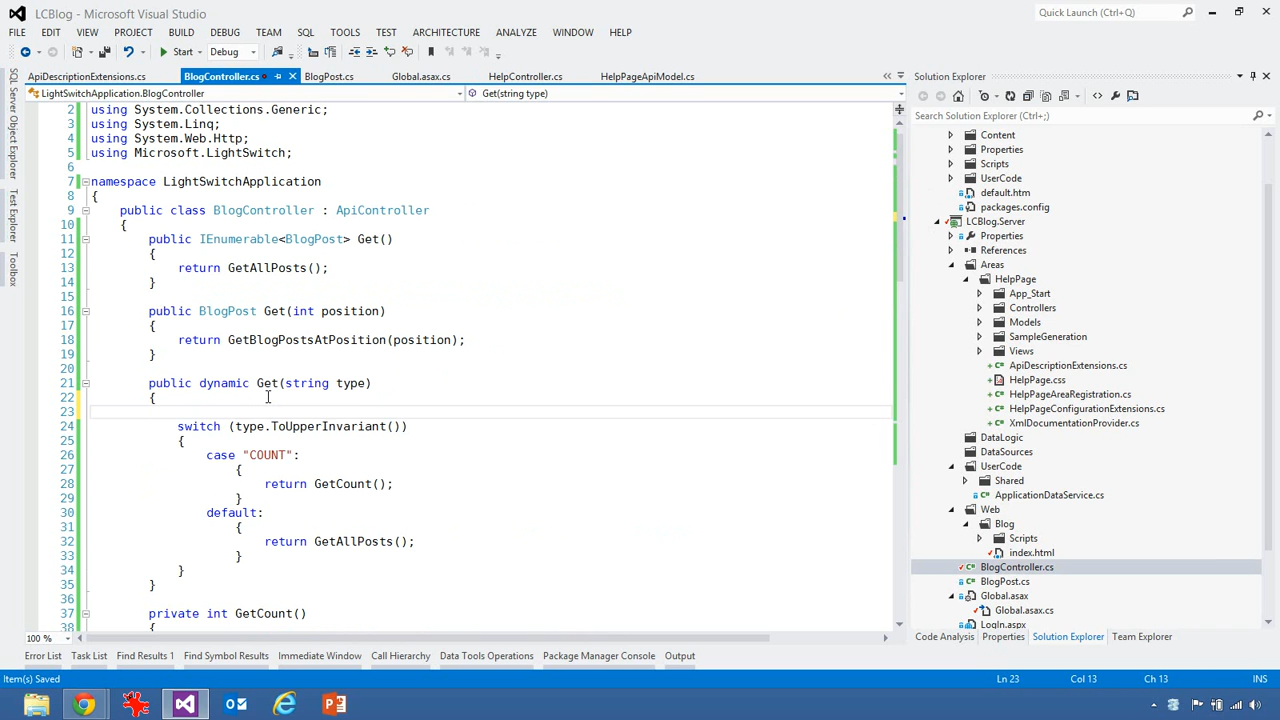 LCBlog - Microsoft Visual Studio
Quick Launch (Ctrl+Q)
FILE EDIT VIEW PROJECT BUILD DEBUG TEAM SQL TOOLS TEST ARCHITECTURE ANALYZE WINDOW HELP
Start Debug
ApiDescriptionExtensions.cs BlogController.cs BlogPost.cs Global.asax.cs HelpController.cs HelpPageApiModel.cs
LightSwitchApplication.BlogController Get(string type)
SQL Server Object Explorer
Test Explorer
Toolbox
2 using System.Collections.Generic;
3 using System.Linq;
4 using System.Web.Http;
5 using Microsoft.LightSwitch;
6
7 namespace LightSwitchApplication
8 {
9 public class BlogController : ApiController
10 {
11 public IEnumerable<BlogPost> Get()
12 {
13 return GetAllPosts();
14 }
15
16 public BlogPost Get(int position)
17 {
18 return GetBlogPostsAtPosition(position);
19 }
20
21 public dynamic Get(string type)
22 {
23
24 switch (type.ToUpperInvariant())
25 {
26 case "COUNT":
27 {
28 return GetCount();
29 }
30 default:
31 {
32 return GetAllPosts();
33 }
34 }
35 }
36
37 private int GetCount()
38 {
100 %
Solution Explorer
Search Solution Explorer (Ctrl+;)
Content
Properties
Scripts
UserCode
default.htm
packages.config
LCBlog.Server
Properties
References
Areas
HelpPage
App_Start
Controllers
Models
SampleGeneration
Views
ApiDescriptionExtensions.cs
HelpPage.css
HelpPageAreaRegistration.cs
HelpPageConfigurationExtensions.cs
XmlDocumentationProvider.cs
DataLogic
DataSources
UserCode
Shared
ApplicationDataService.cs
Web
Blog
Scripts
index.html
BlogController.cs
BlogPost.cs
Global.asax
Global.asax.cs
LogIn.aspx
Code Analysis Properties Solution Explorer Team Explorer
Error List Task List Find Results 1 Find Symbol Results Immediate Window Call Hierarchy Data Tools Operations Package Manager Console Output
Item(s) Saved Ln 23 Col 13 Ch 13 INS